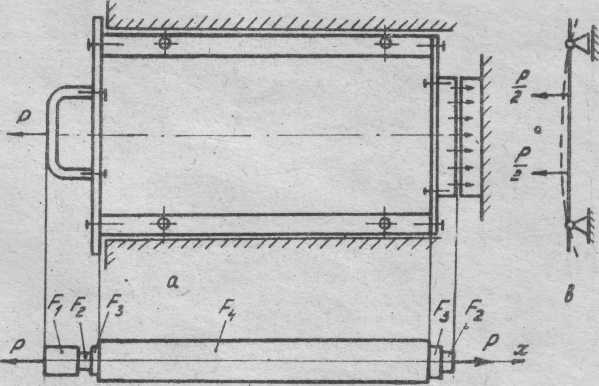 P
P/2
P/2
а
в
F₁ F₂ F₃ F₄ F₃ F₂
P P x